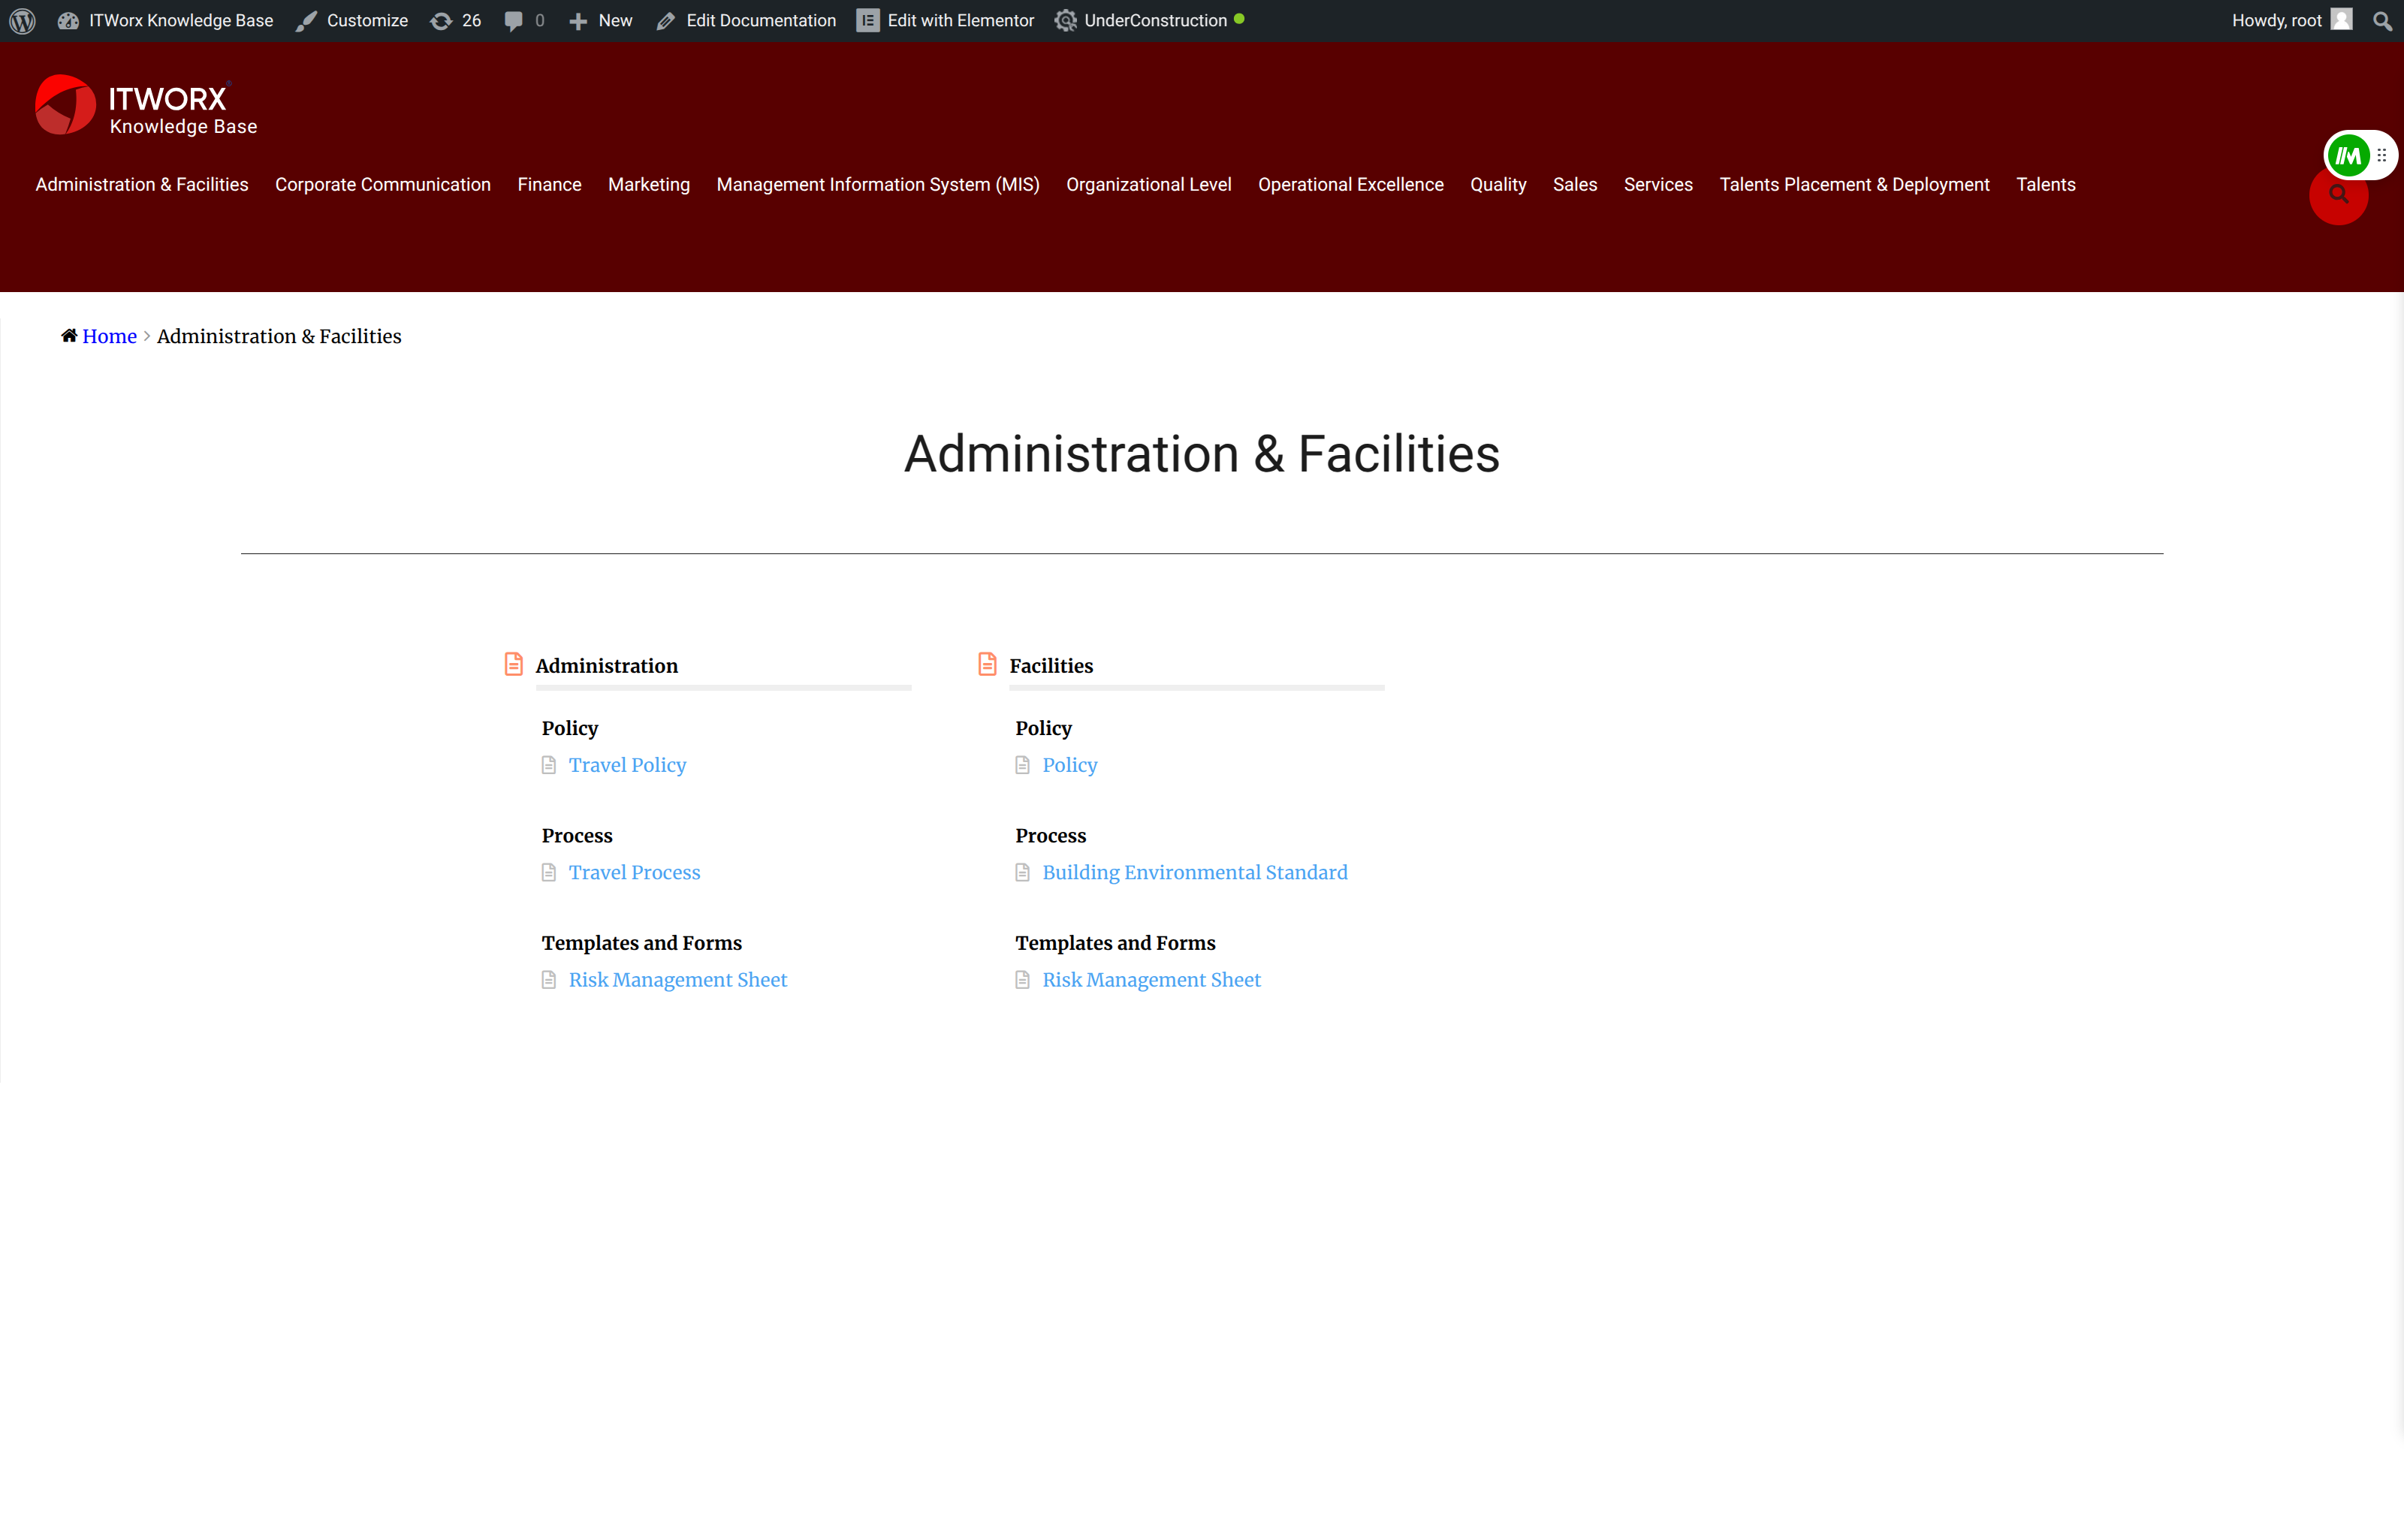 ITWorx Knowledge Base Customize 26 0 New Edit Documentation Edit with Elementor UnderConstruction Howdy, root
ITWORX
Knowledge Base
Administration & Facilities Corporate Communication Finance Marketing Management Information System (MIS) Organizational Level Operational Excellence Quality Sales Services Talents Placement & Deployment Talents
Home > Administration & Facilities
Administration & Facilities
Administration
Policy
Travel Policy
Process
Travel Process
Templates and Forms
Risk Management Sheet
Facilities
Policy
Policy
Process
Building Environmental Standard
Templates and Forms
Risk Management Sheet